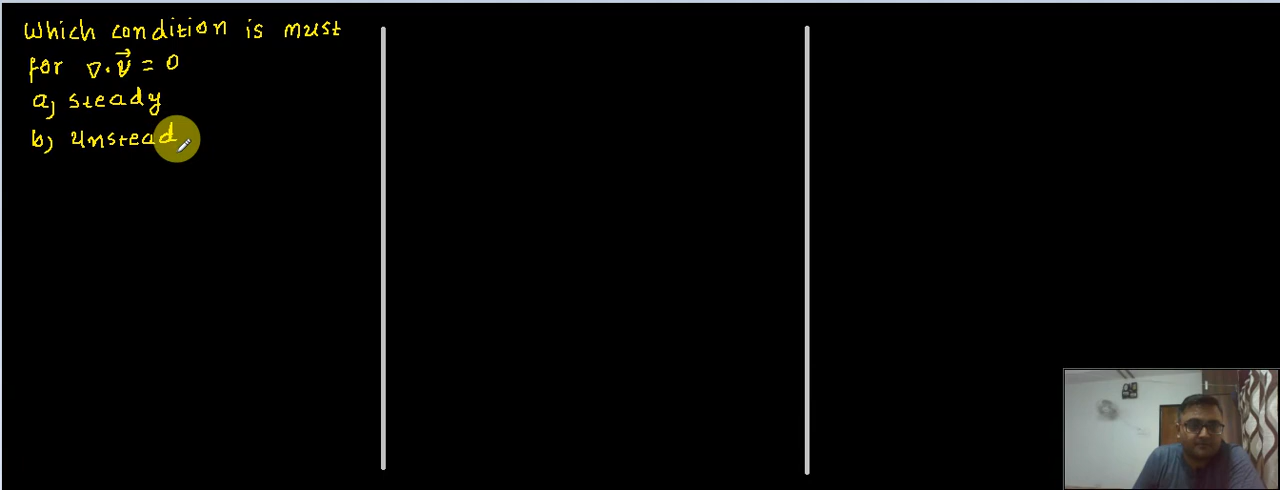 Which condition is must
for ∇.v⃗ = 0
a, steady
b) Unstead